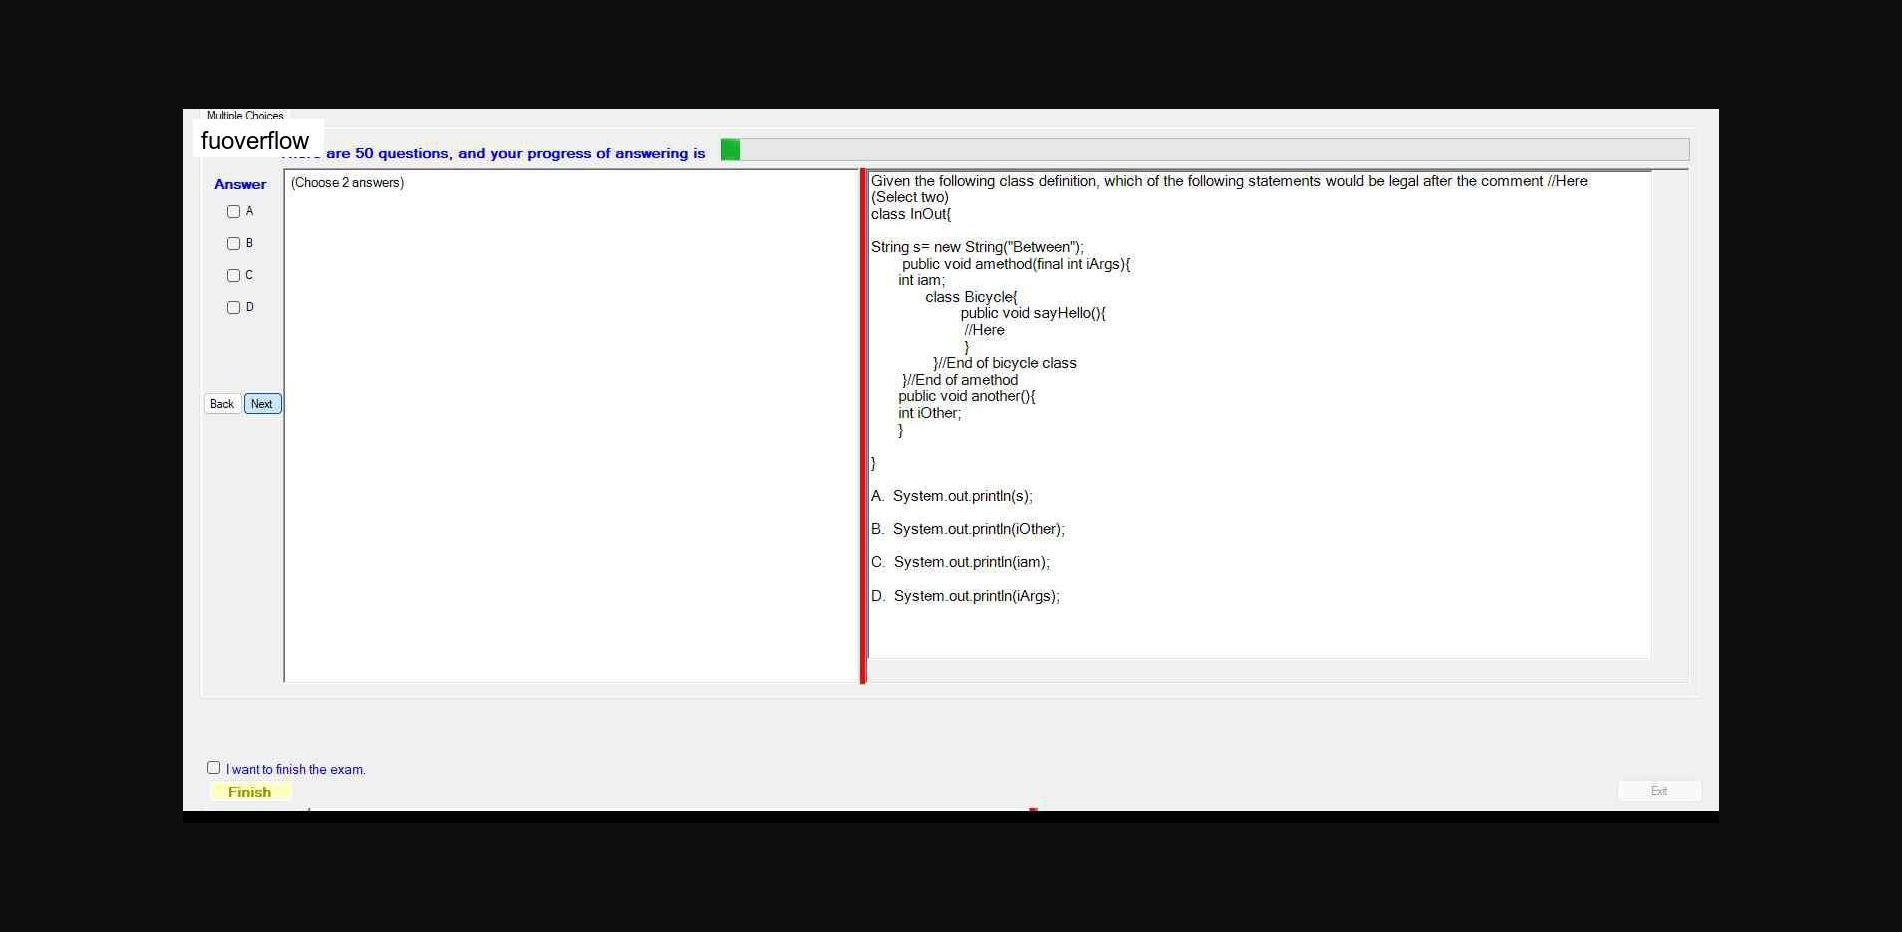 Multiple Choices
fuoverflow
are 50 questions, and your progress of answering is
Answer
(Choose 2 answers)
A
B
C
D
Back
Next
Given the following class definition, which of the following statements would be legal after the comment //Here
(Select two)
class InOut{
String s= new String("Between");
public void amethod(final int iArgs){
int iam;
class Bicycle{
public void sayHello(){
//Here
}
}//End of bicycle class
}//End of amethod
public void another(){
int iOther;
}
}
A. System.out.println(s);
B. System.out.println(iOther);
C. System.out.println(iam);
D. System.out.println(iArgs);
I want to finish the exam.
Finish
Exit